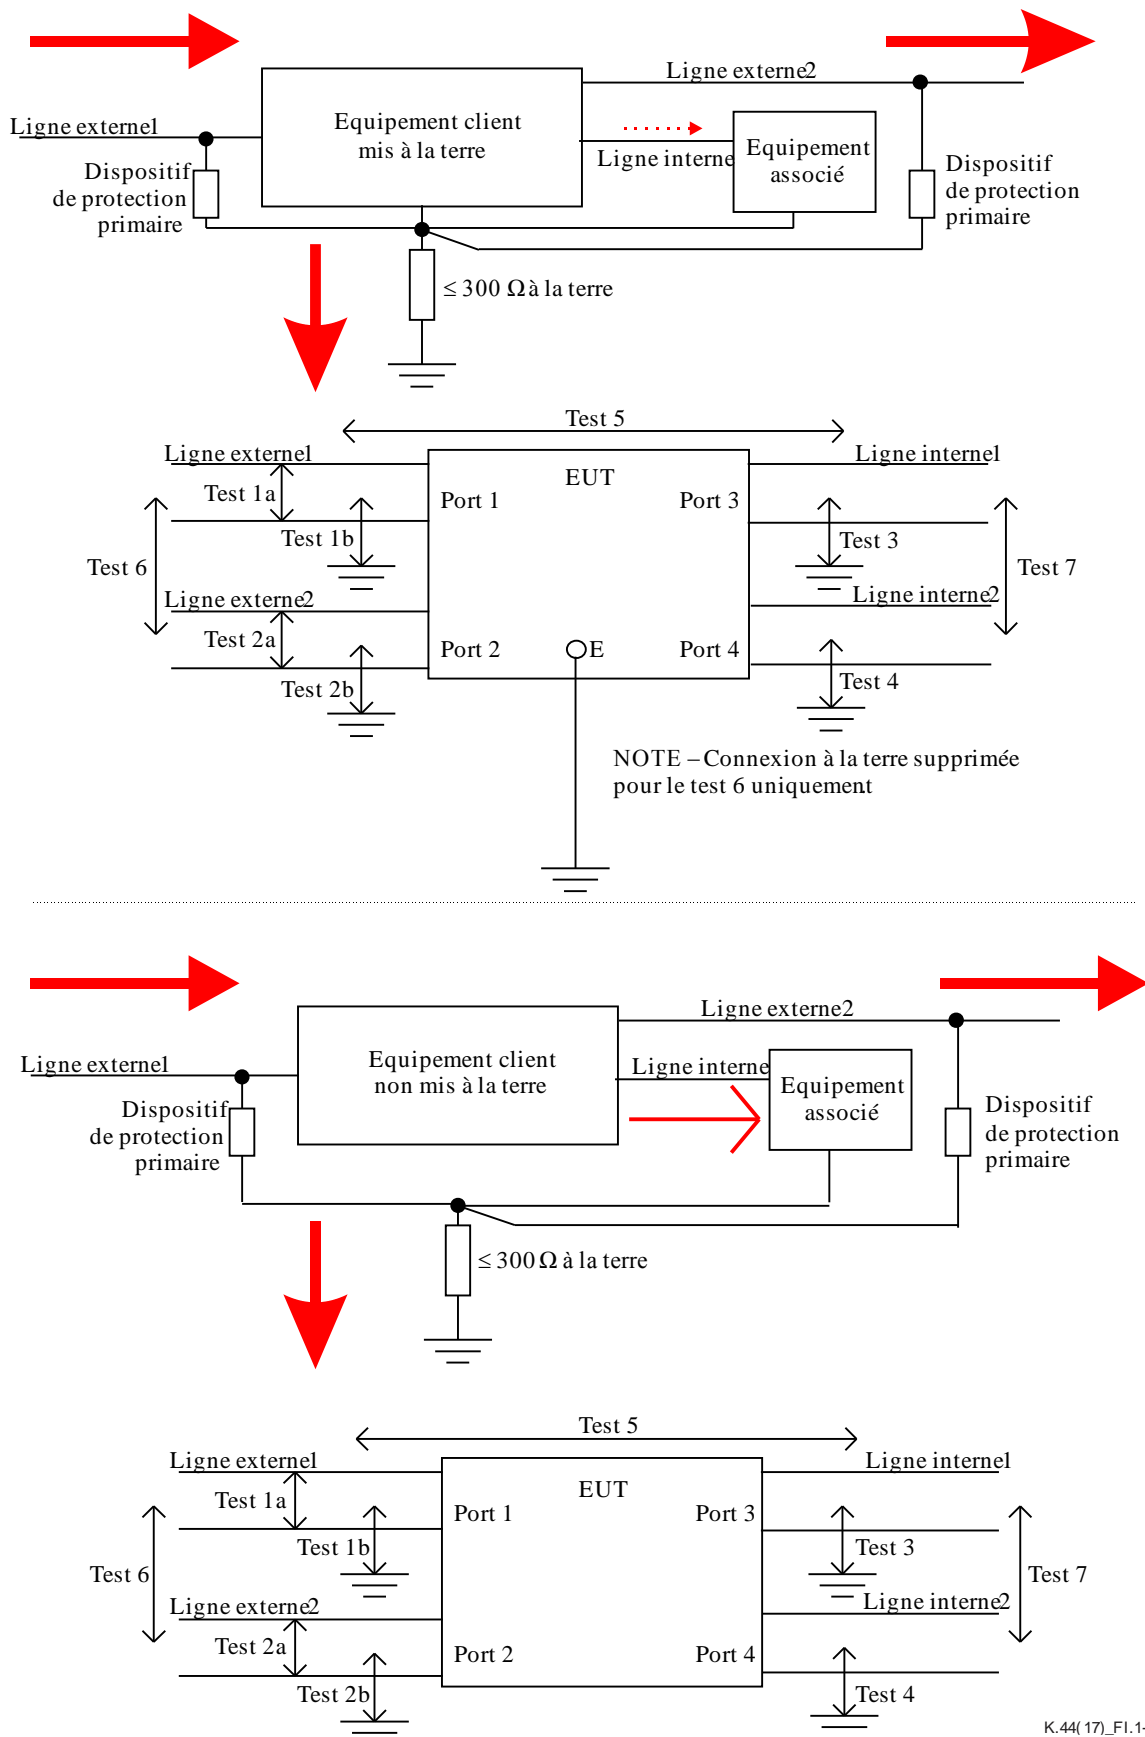 Ligne externe2
Ligne externe1
Equipement client
mis à la terre
Ligne interne
Equipement
associé
Dispositif
de protection
primaire
Dispositif
de protection
primaire
≤ 300 Ω à la terre
Test 5
Ligne externe1
Ligne interne1
EUT
Test 1a
Port 1
Port 3
Test 1b
Test 3
Test 6
Test 7
Ligne externe2
Ligne interne2
Test 2a
Port 2
E
Port 4
Test 2b
Test 4
NOTE – Connexion à la terre supprimée
pour le test 6 uniquement
Ligne externe2
Ligne externe1
Equipement client
non mis à la terre
Ligne interne
Equipement
associé
Dispositif
de protection
primaire
Dispositif
de protection
primaire
≤ 300 Ω à la terre
Test 5
Ligne externe1
Ligne interne1
EUT
Test 1a
Port 1
Port 3
Test 1b
Test 3
Test 6
Test 7
Ligne externe2
Ligne interne2
Test 2a
Port 2
Port 4
Test 2b
Test 4
K.44(17)_FI.1-